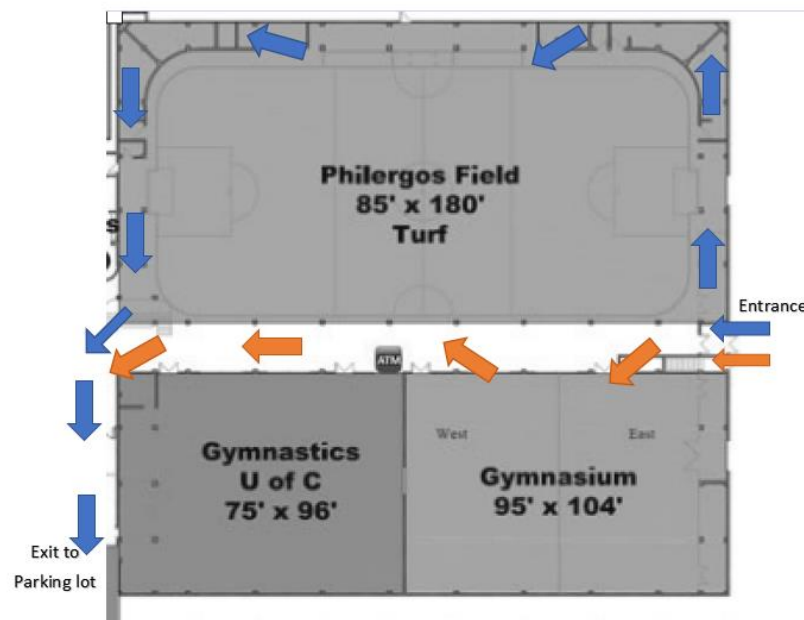 Philergos Field
85' x 180'
Turf
s
Entrance
ATM
West
East
Gymnastics
U of C
75' x 96'
Gymnasium
95' x 104'
Exit to
Parking lot